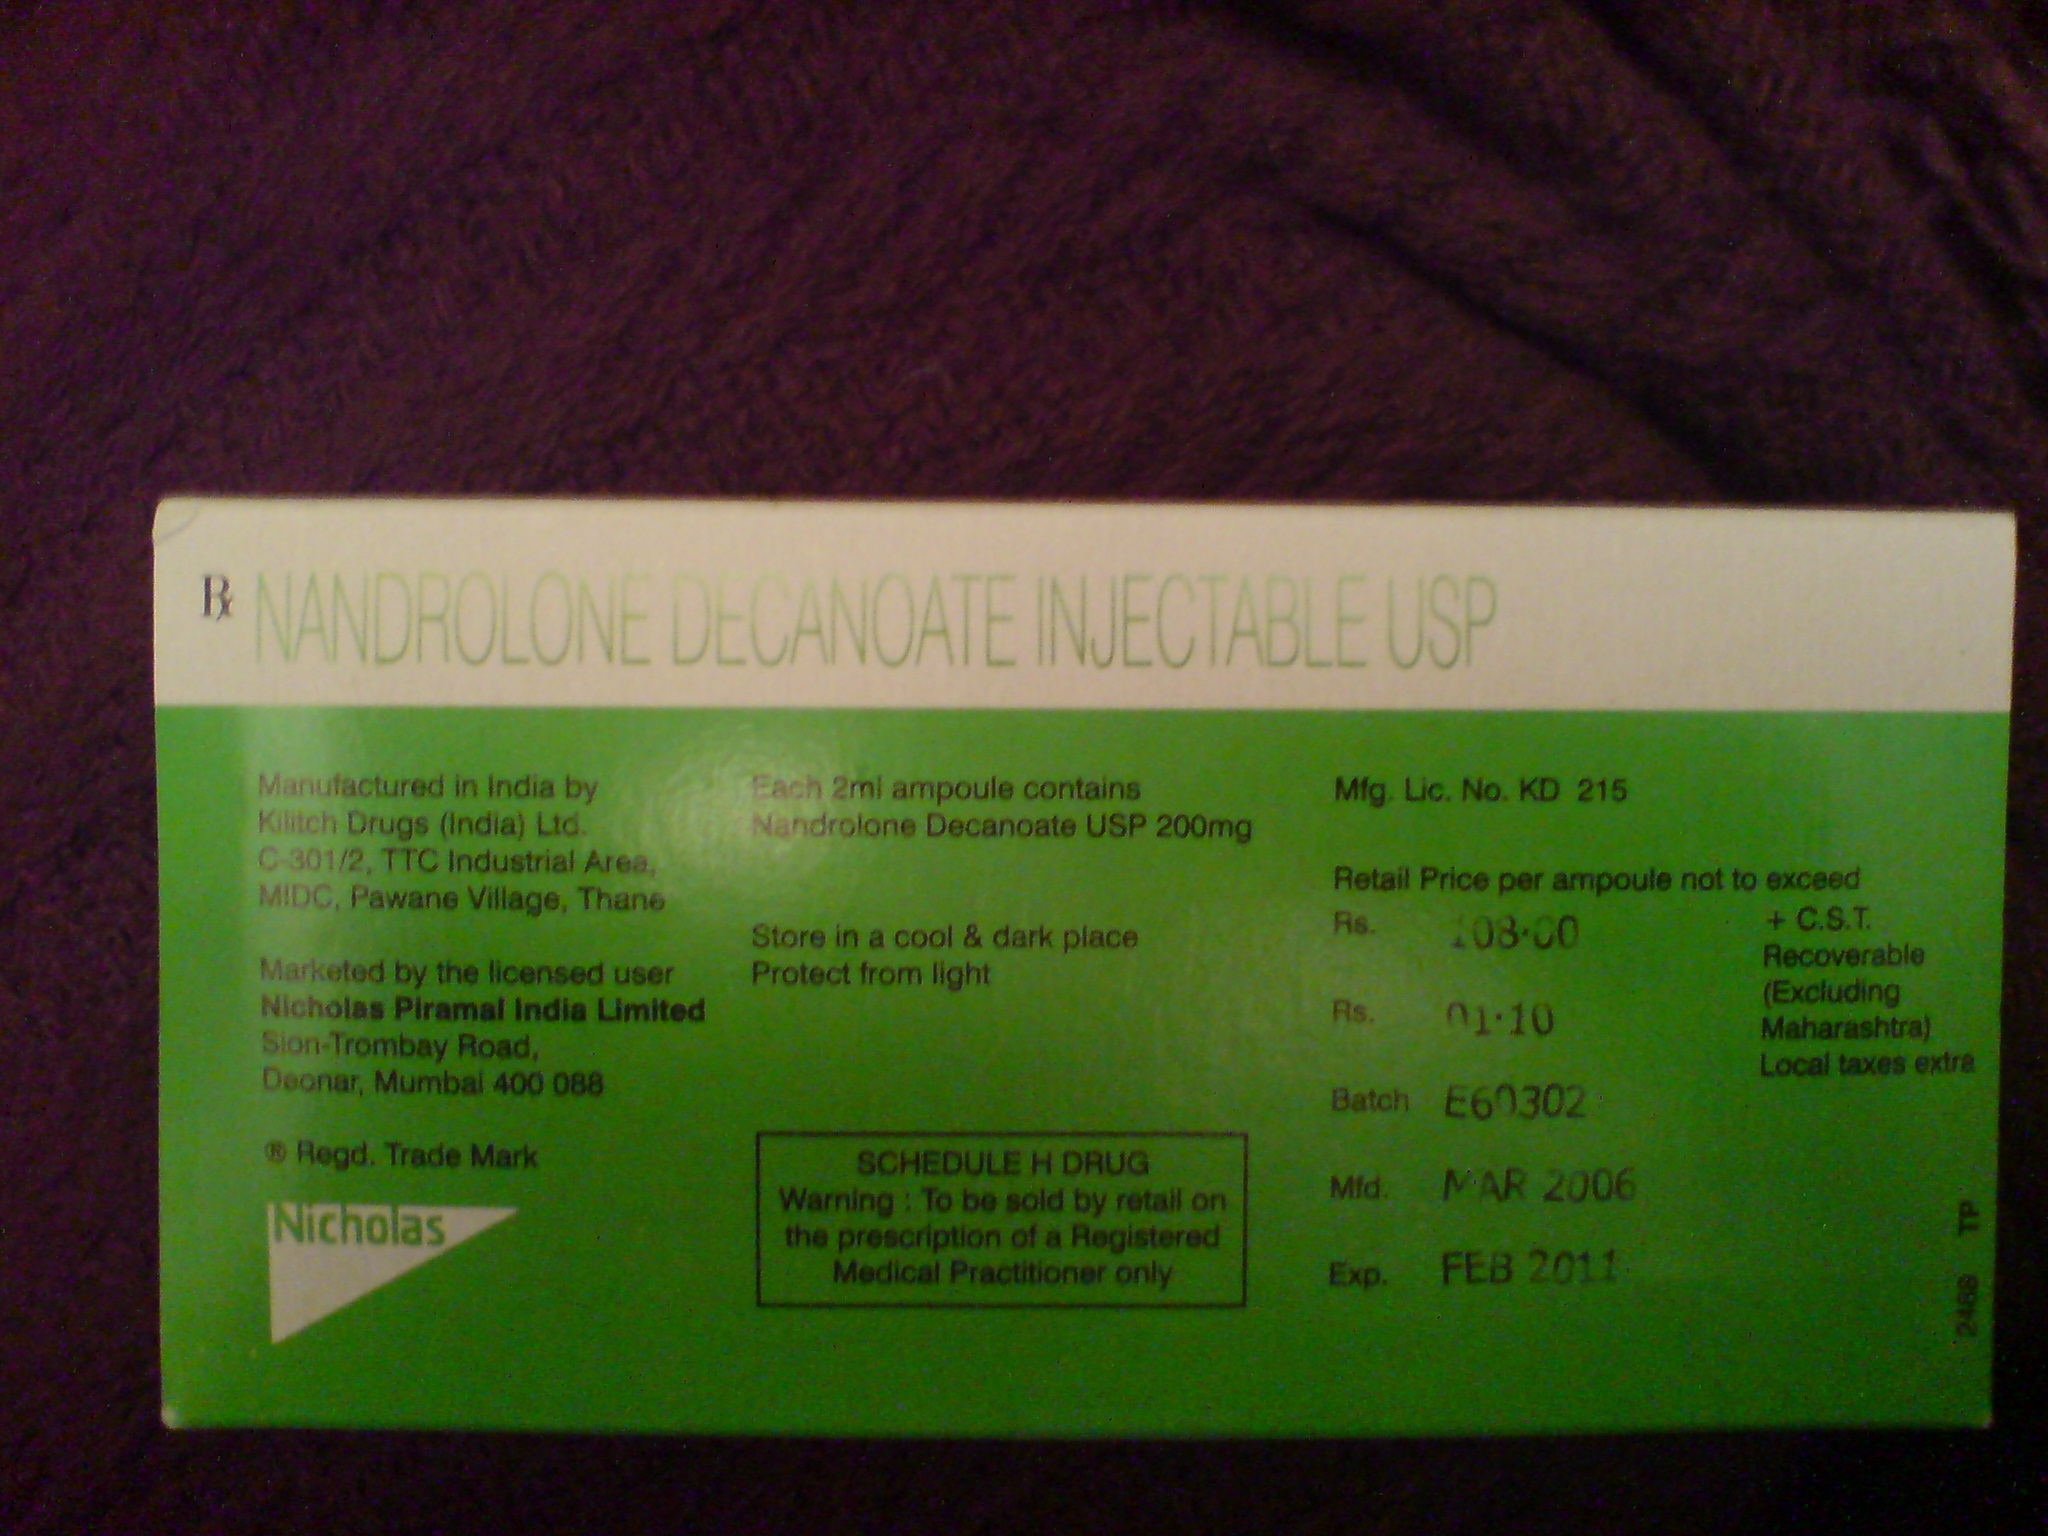 Rx NANDROLONE DECANOATE INJECTABLE USP
Manufactured in India by
Kilitch Drugs (India) Ltd.
C-301/2, TTC Industrial Area,
MIDC, Pawane Village, Thane
Marketed by the licensed user
Nicholas Piramal India Limited
Sion-Trombay Road,
Deonar, Mumbai 400 088
® Regd. Trade Mark
Nicholas
Each 2ml ampoule contains
Nandrolone Decanoate USP 200mg
Store in a cool & dark place
Protect from light
SCHEDULE H DRUG
Warning : To be sold by retail on
the prescription of a Registered
Medical Practitioner only
Mfg. Lic. No. KD 215
Retail Price per ampoule not to exceed
Rs. 108·00
Rs. 01·10
+ C.S.T.
Recoverable
(Excluding
Maharashtra)
Local taxes extra
Batch E60302
Mfd. MAR 2006
Exp. FEB 2011
TP